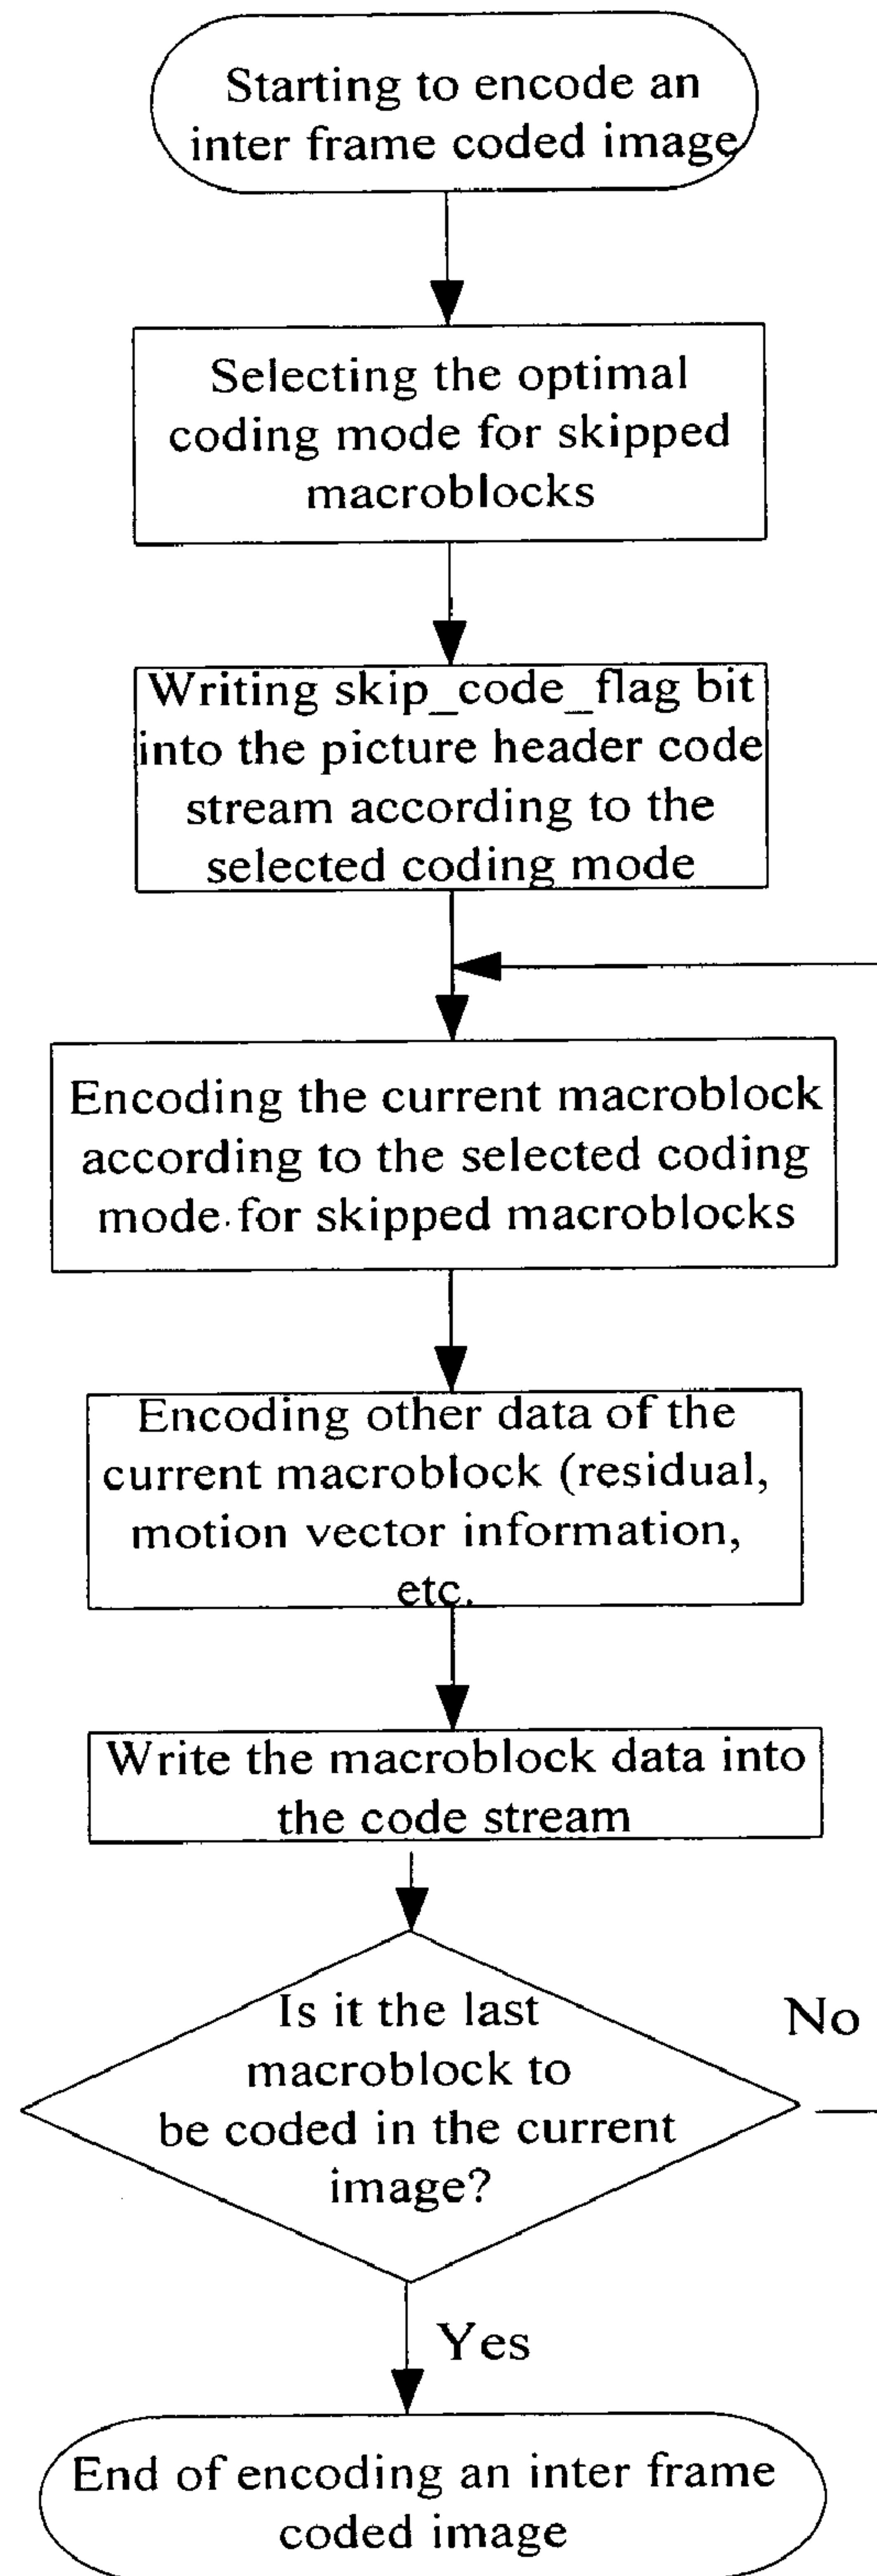 Starting to encode an
inter frame coded image
Selecting the optimal
coding mode for skipped
macroblocks
Writing skip_code_flag bit
into the picture header code
stream according to the
selected coding mode
Encoding the current macroblock
according to the selected coding
mode for skipped macroblocks
Encoding other data of the
current macroblock (residual,
motion vector information,
etc.
Write the macroblock data into
the code stream
Is it the last
macroblock to
be coded in the current
image?
No
Yes
End of encoding an inter frame
coded image